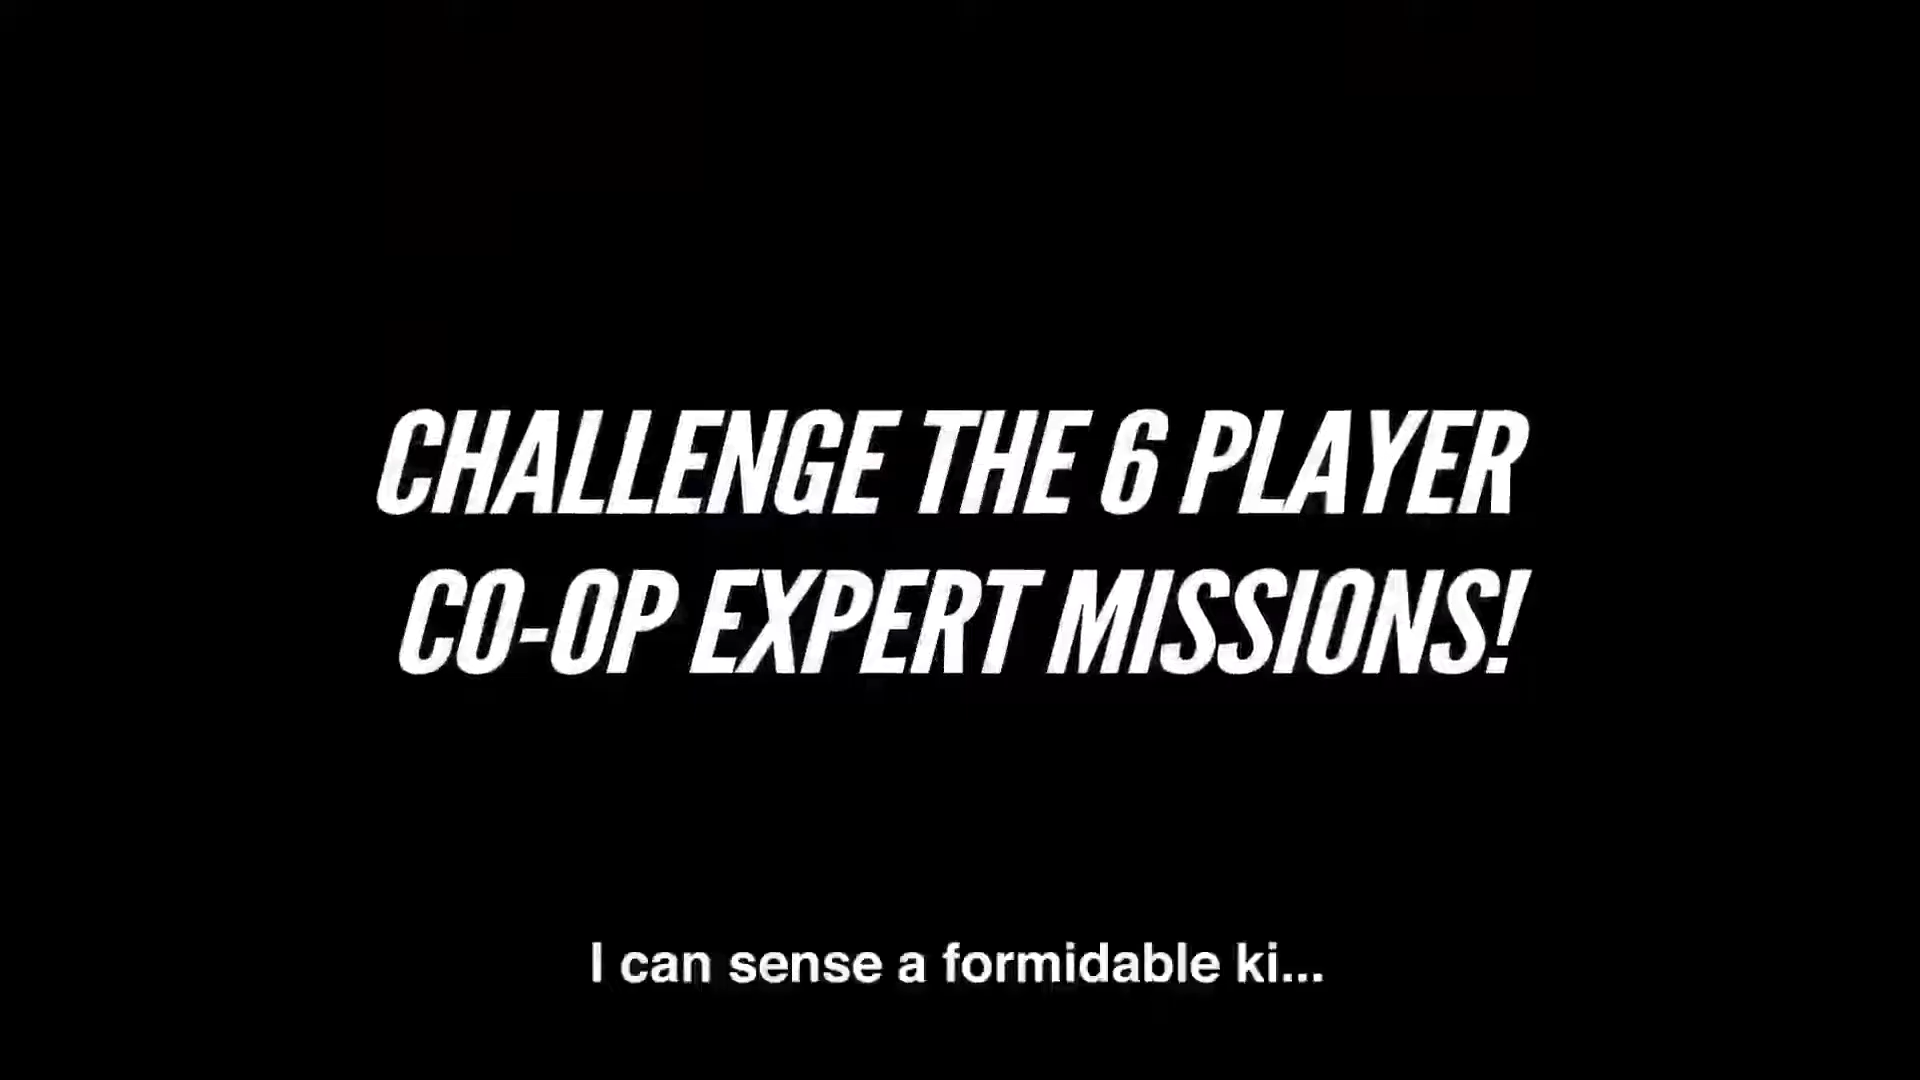 CHALLENGE THE 6 PLAYER
CO-OP EXPERT MISSIONS!
I can sense a formidable ki...